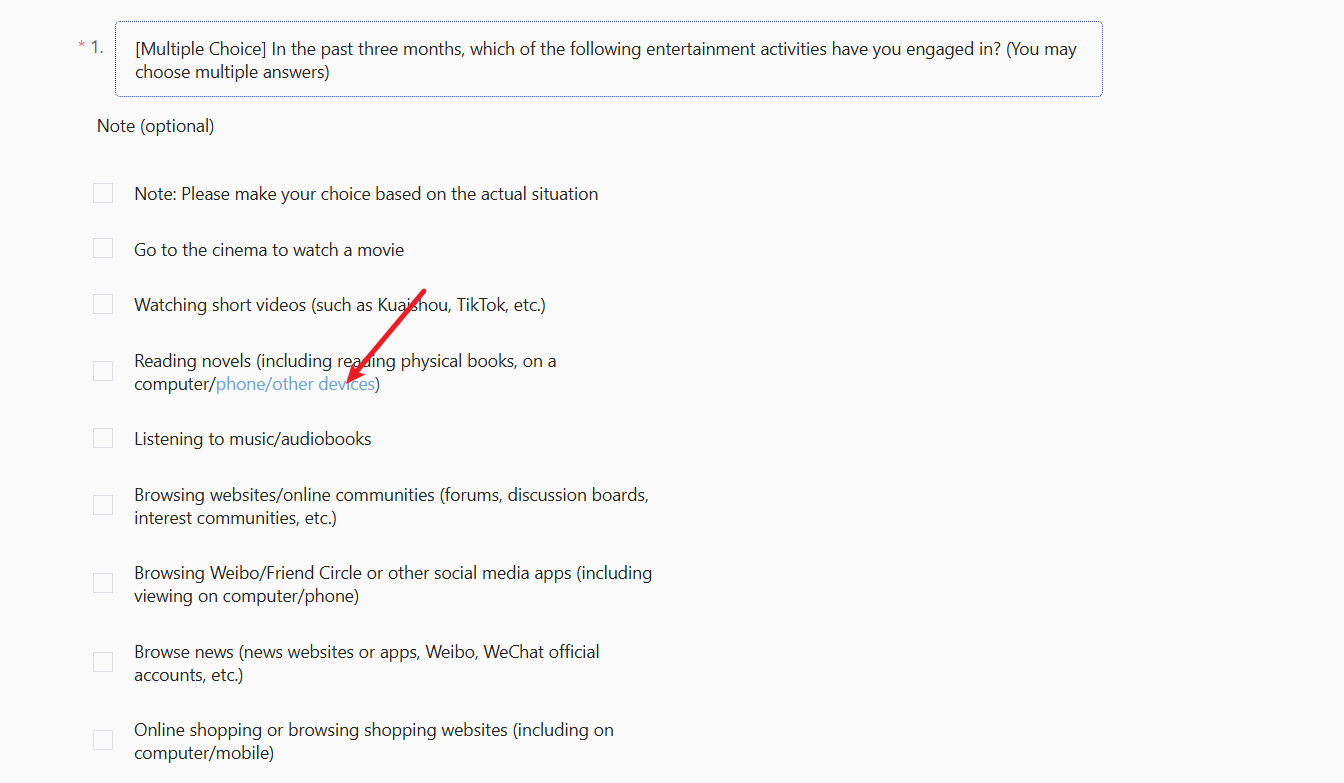 * 1.
[Multiple Choice] In the past three months, which of the following entertainment activities have you engaged in? (You may
choose multiple answers)
Note (optional)
Note: Please make your choice based on the actual situation
Go to the cinema to watch a movie
Watching short videos (such as Kuaishou, TikTok, etc.)
Reading novels (including reading physical books, on a
computer/phone/other devices)
Listening to music/audiobooks
Browsing websites/online communities (forums, discussion boards,
interest communities, etc.)
Browsing Weibo/Friend Circle or other social media apps (including
viewing on computer/phone)
Browse news (news websites or apps, Weibo, WeChat official
accounts, etc.)
Online shopping or browsing shopping websites (including on
computer/mobile)